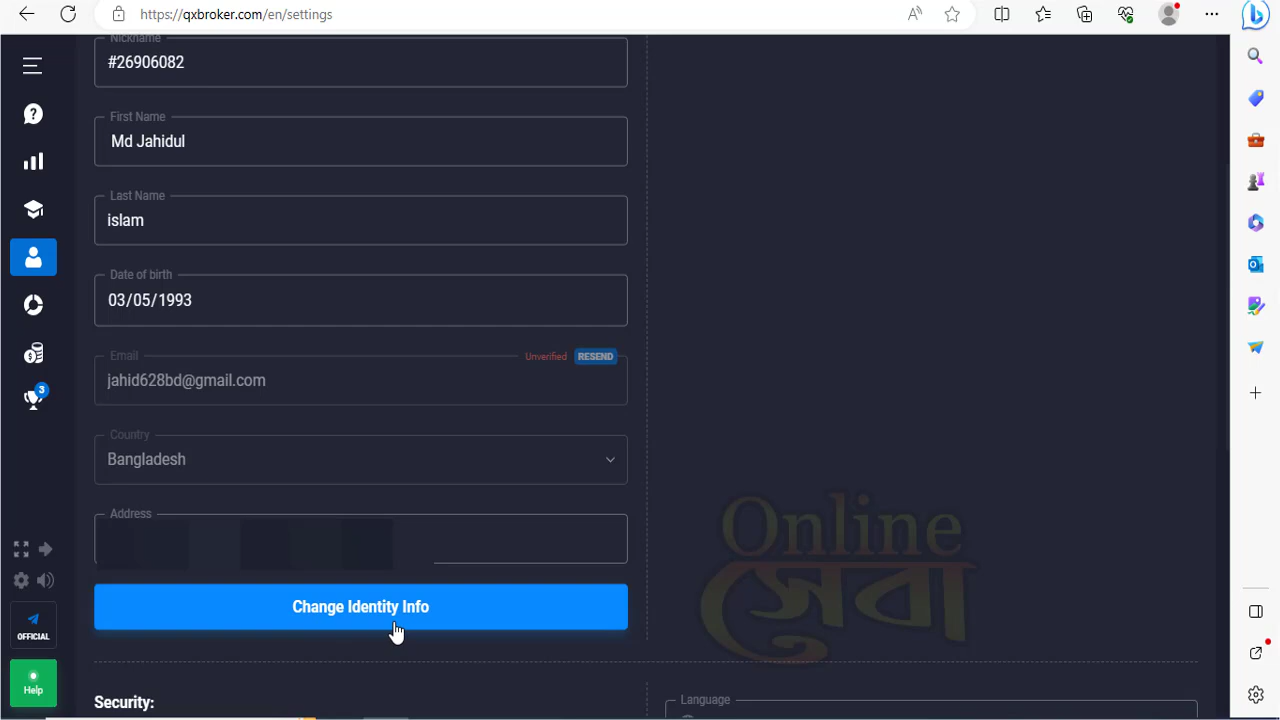 https://qxbroker.com/en/settings
Nickname
#26906082
First Name
Md Jahidul
Last Name
islam
Date of birth
03/05/1993
Email
Unverified RESEND
jahid628bd@gmail.com
Country
Bangladesh
Address
Change Identity Info
Security:
Language
3
OFFICIAL
Help
Online
সেবা